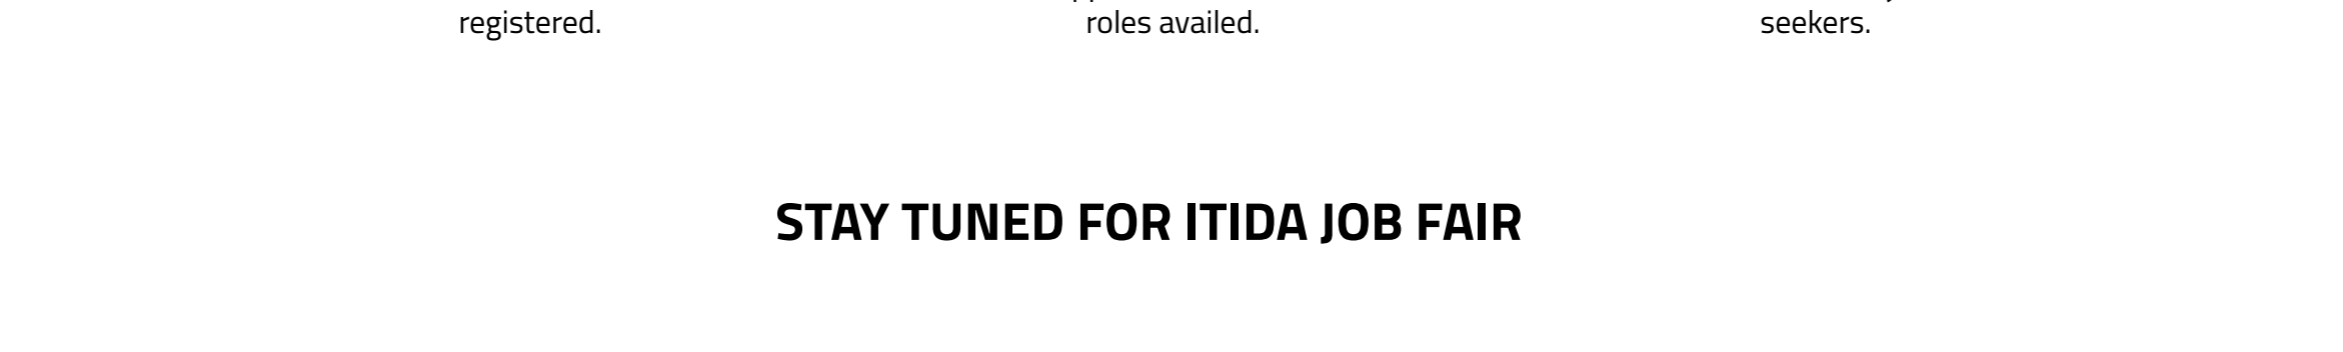 registered.
roles availed.
seekers.
STAY TUNED FOR ITIDA JOB FAIR